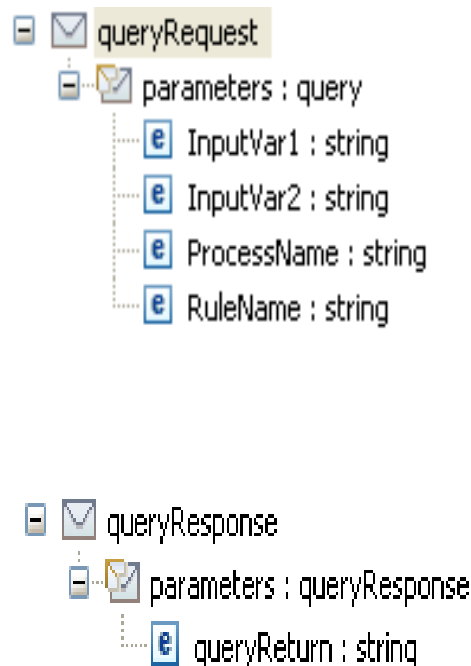 queryRequest
parameters : query
e InputVar1 : string
e InputVar2 : string
e ProcessName : string
e RuleName : string
queryResponse
parameters : queryResponse
e queryReturn : string